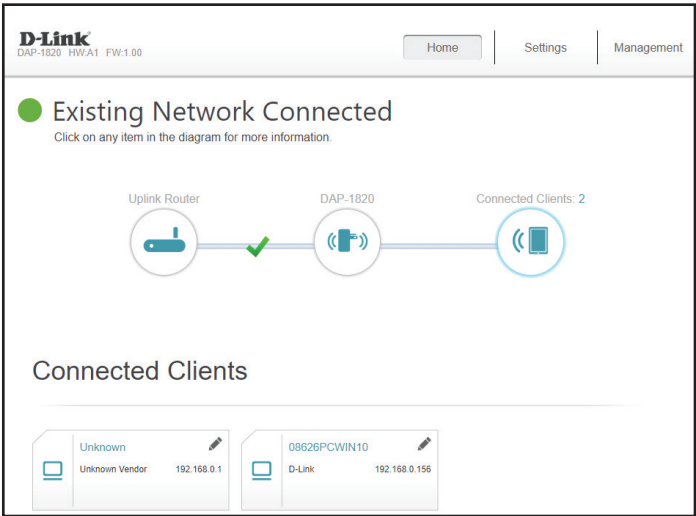 D-Link
DAP-1820 HW:A1 FW:1.00
Home Settings Management
Existing Network Connected
Click on any item in the diagram for more information.
Uplink Router DAP-1820 Connected Clients: 2
Connected Clients
Unknown 08626PCWIN10
Unknown Vendor 192.168.0.1 D-Link 192.168.0.156